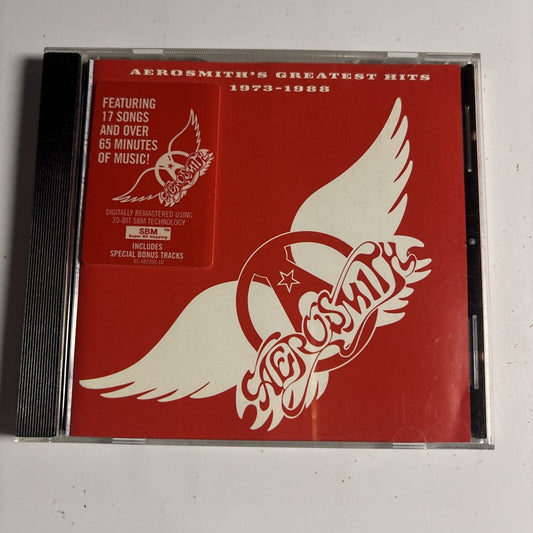 AEROSMITH'S GREATEST HITS
1973-1988
FEATURING
17 SONGS
AND OVER
65 MINUTES
OF MUSIC!
AEROSMITH
DIGITALLY REMASTERED USING
20-BIT SBM TECHNOLOGY
SBM™
Super Bit Mapping
INCLUDES
SPECIAL BONUS TRACKS
AEROSMITH